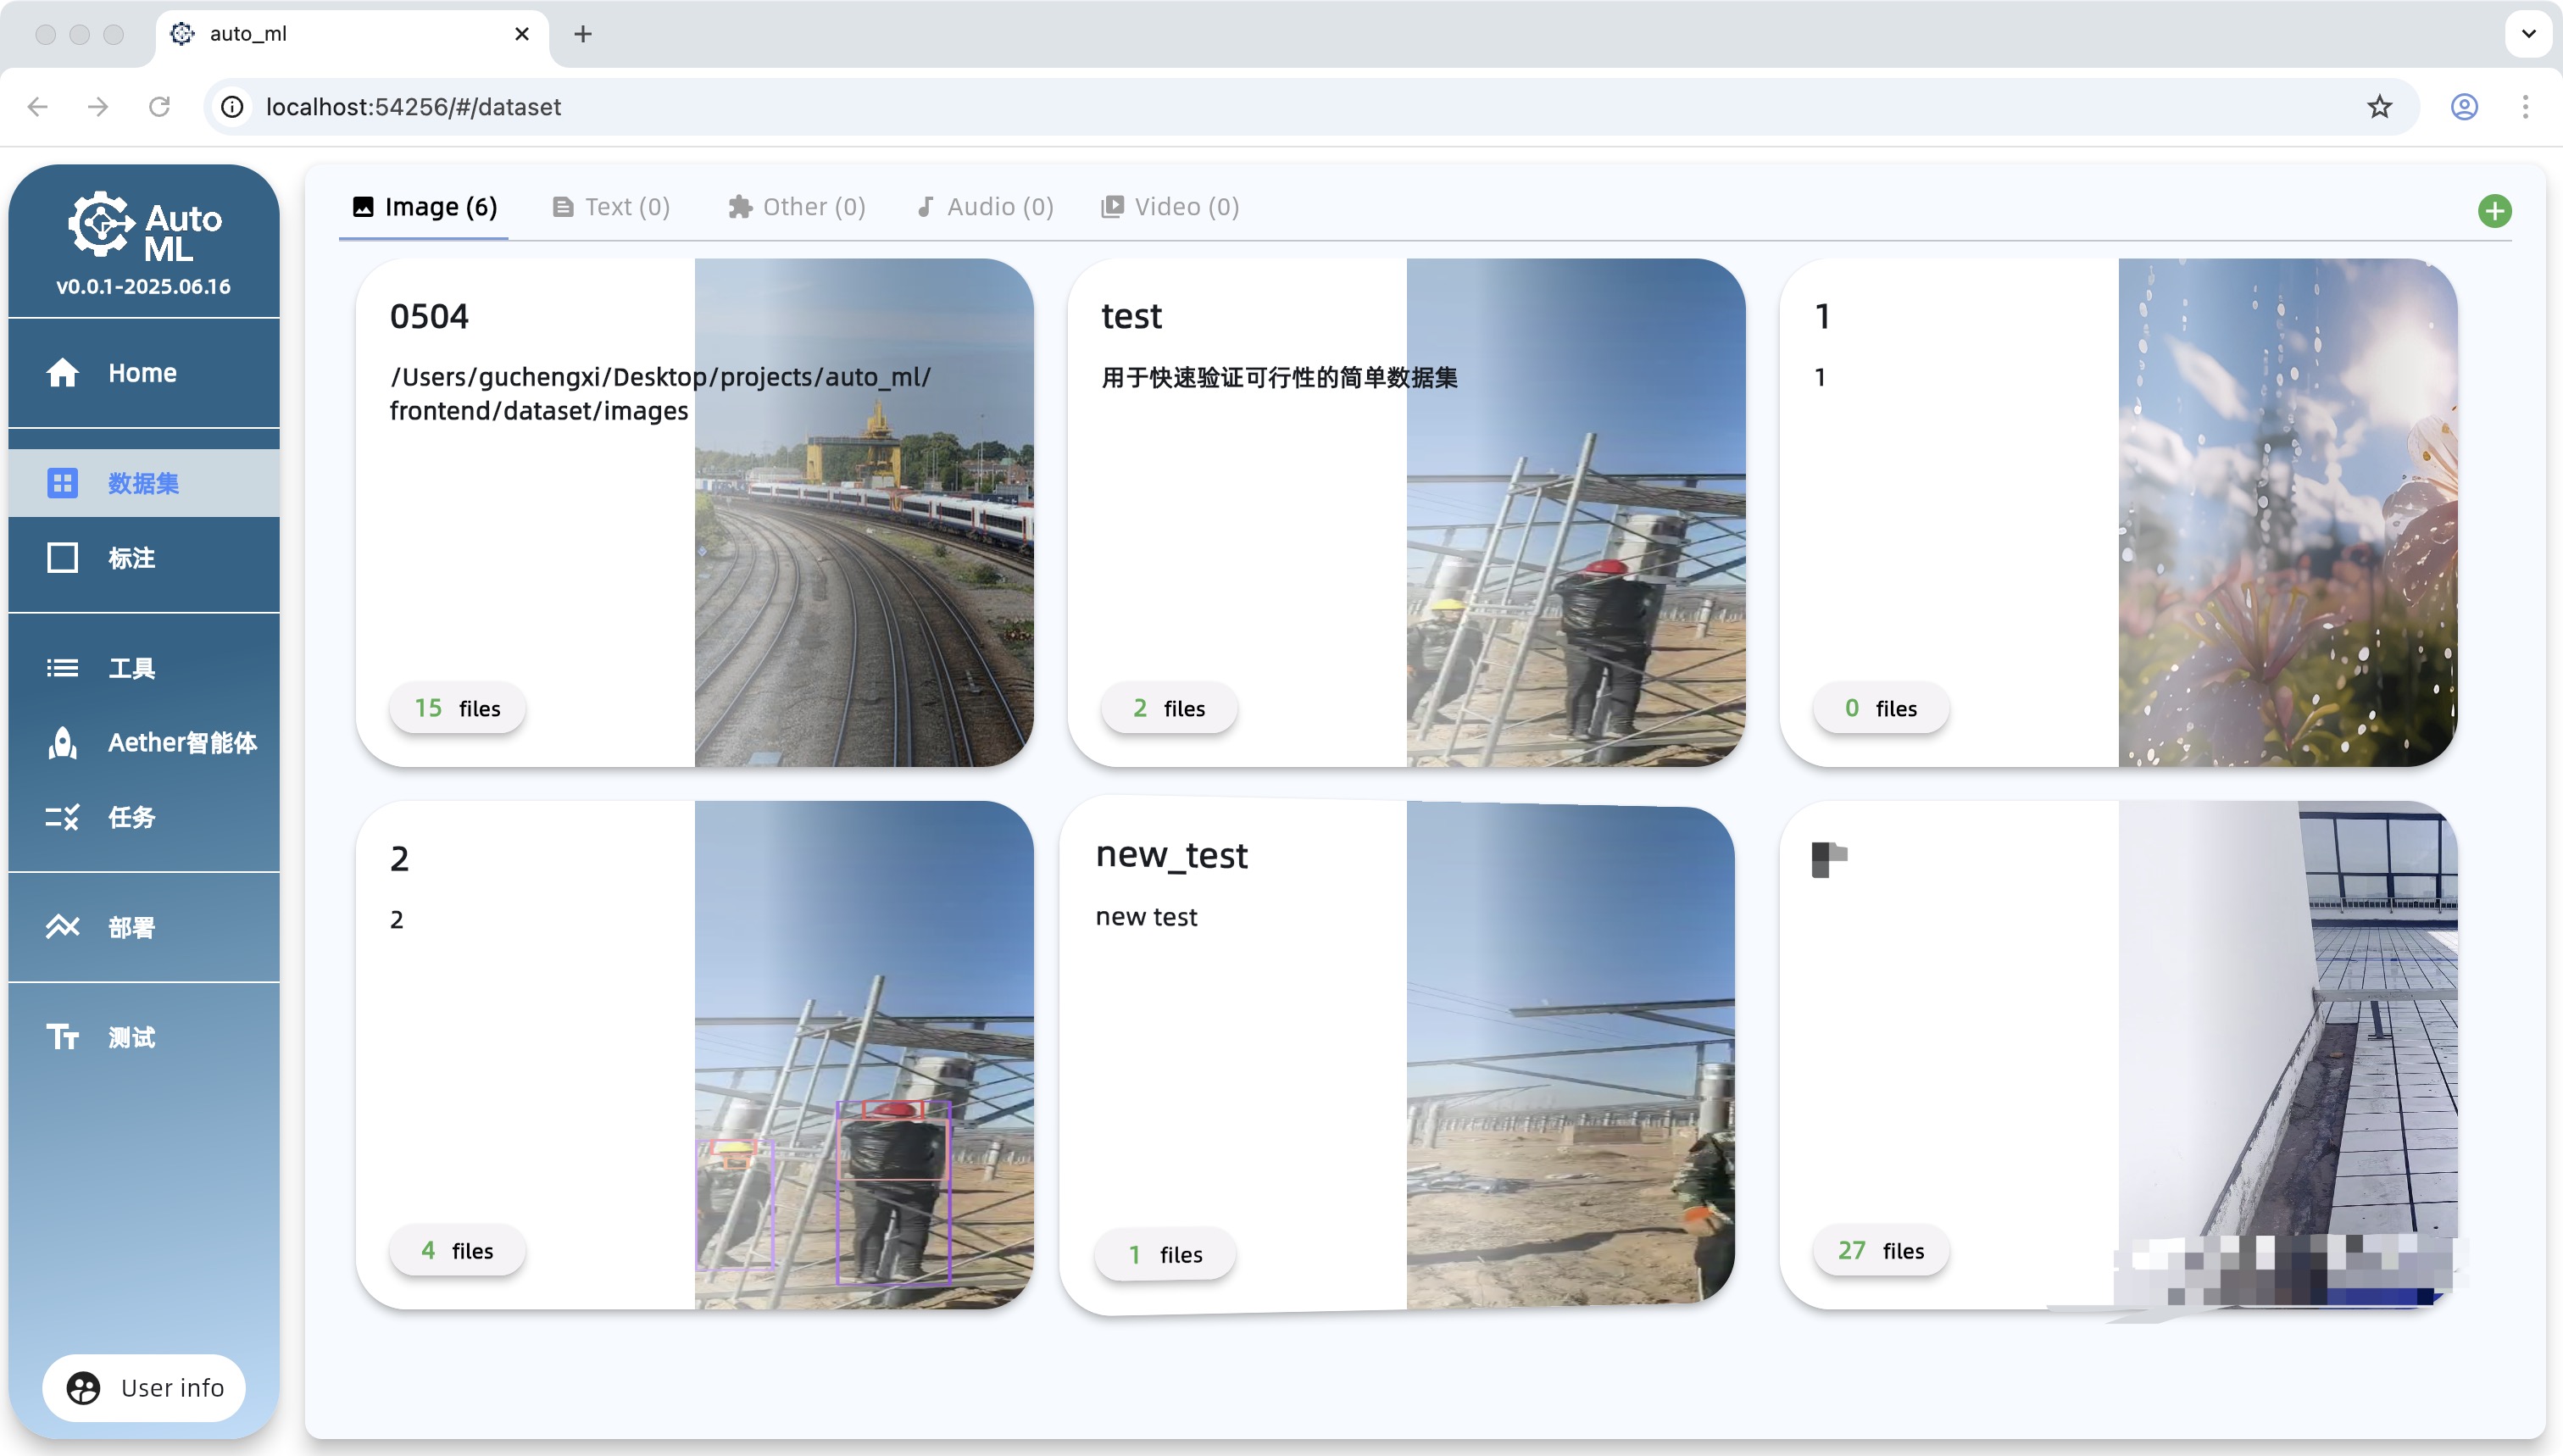 auto_ml
localhost:54256/#/dataset
Auto
ML
v0.0.1-2025.06.16
Home
数据集
标注
工具
Aether智能体
任务
部署
测试
User info
Image (6)
Text (0)
Other (0)
Audio (0)
Video (0)
0504
/Users/guchengxi/Desktop/projects/auto_ml/
frontend/dataset/images
15 files
test
用于快速验证可行性的简单数据集
2 files
1
1
0 files
2
2
4 files
new_test
new test
1 files
27 files